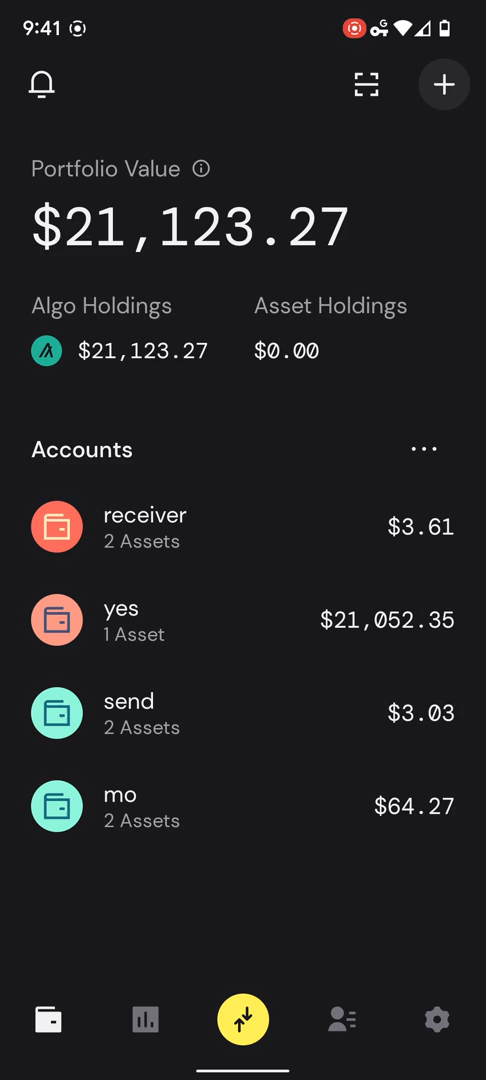 9:41
Portfolio Value
$21,123.27
Algo Holdings
Asset Holdings
$21,123.27
$0.00
Accounts
receiver
2 Assets
$3.61
yes
1 Asset
$21,052.35
send
2 Assets
$3.03
mo
2 Assets
$64.27